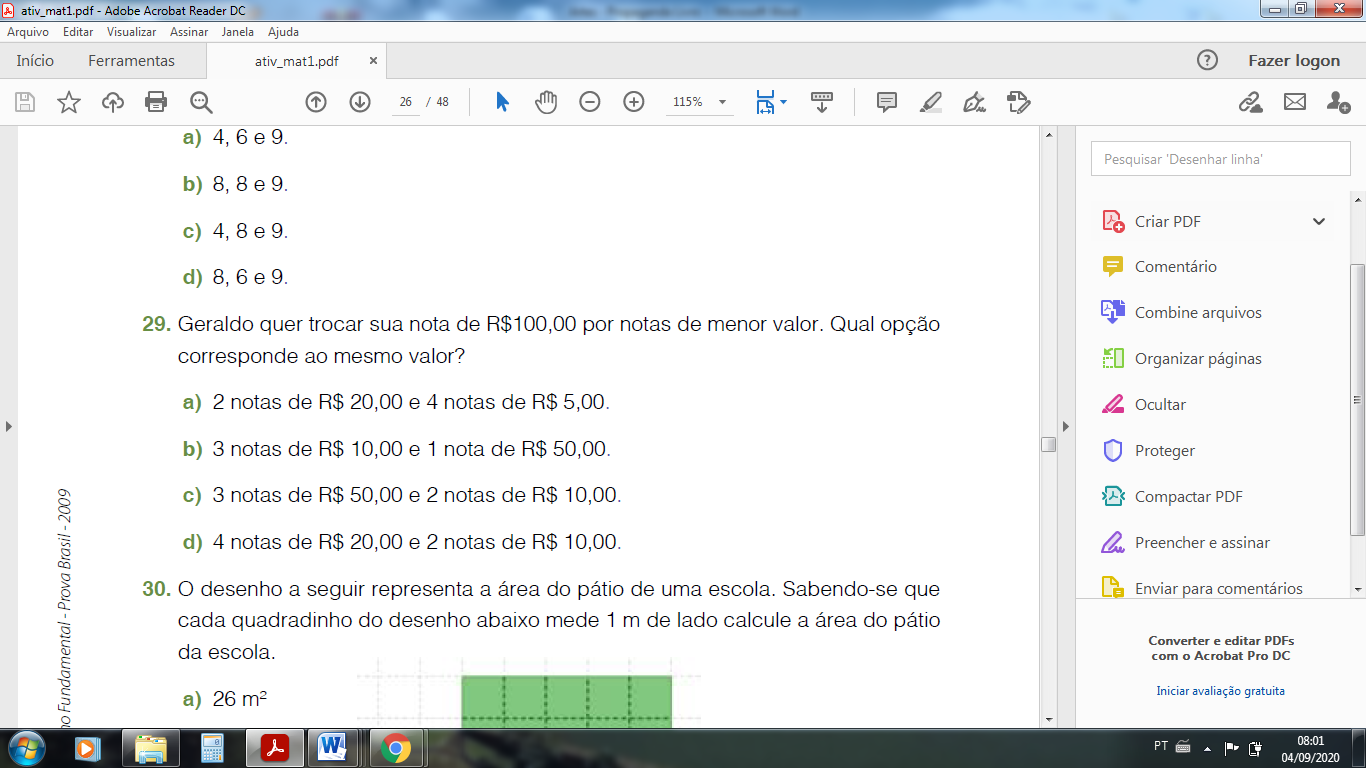 ativ_mat1.pdf - Adobe Acrobat Reader DC
Arquivo Editar Visualizar Assinar Janela Ajuda
Início Ferramentas ativ_mat1.pdf × Fazer logon
26 / 48 115%
a) 4, 6 e 9.
b) 8, 8 e 9.
c) 4, 8 e 9.
d) 8, 6 e 9.
29. Geraldo quer trocar sua nota de R$100,00 por notas de menor valor. Qual opção
corresponde ao mesmo valor?
a) 2 notas de R$ 20,00 e 4 notas de R$ 5,00.
b) 3 notas de R$ 10,00 e 1 nota de R$ 50,00.
c) 3 notas de R$ 50,00 e 2 notas de R$ 10,00.
d) 4 notas de R$ 20,00 e 2 notas de R$ 10,00.
30. O desenho a seguir representa a área do pátio de uma escola. Sabendo-se que
cada quadradinho do desenho abaixo mede 1 m de lado calcule a área do pátio
da escola.
a) 26 m²
Fundamental - Prova Brasil - 2009
Pesquisar 'Desenhar linha'
Criar PDF
Comentário
Combine arquivos
Organizar páginas
Ocultar
Proteger
Compactar PDF
Preencher e assinar
Enviar para comentários
Converter e editar PDFs
com o Acrobat Pro DC
Iniciar avaliação gratuita
PT
08:01
04/09/2020